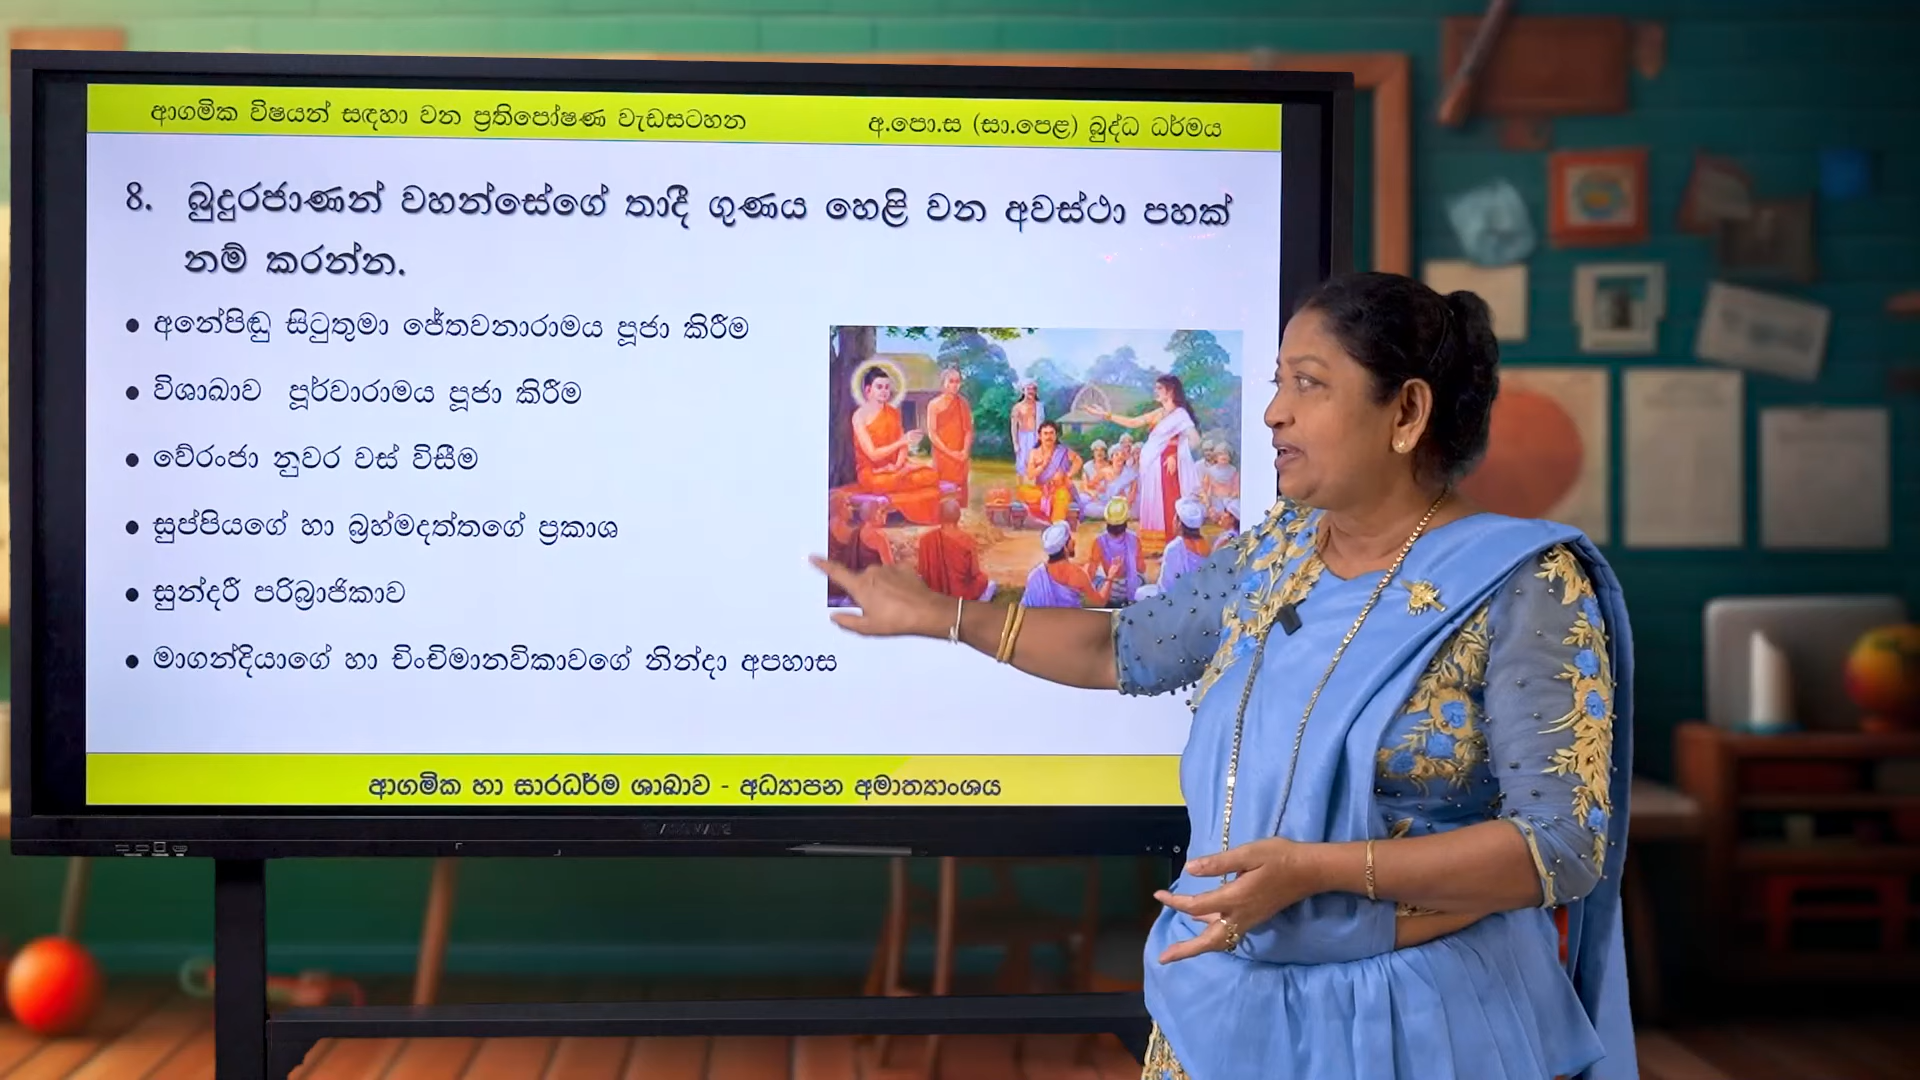 ආගමික විෂයන් සඳහා වන ප්‍රතිපෝෂණ වැඩසටහන
අ.පො.ස (සා.පෙළ) බුද්ධ ධර්මය
8. බුදුරජාණන් වහන්සේගේ තාදී ගුණය හෙළි වන අවස්ථා පහක්
නම් කරන්න.
• අනේපිඬු සිටුතුමා ජේතවනාරාමය පූජා කිරීම
• විශාඛාව පූර්වාරාමය පූජා කිරීම
• වේරංජා නුවර වස් විසීම
• සුප්පියගේ හා බ්‍රහ්මදත්තගේ ප්‍රකාශ
• සුන්දරී පරිබ්‍රාජිකාව
• මාගන්දියාගේ හා චිංචිමානවිකාවගේ නින්දා අපහාස
ආගමික හා සාරධර්ම ශාඛාව - අධ්‍යාපන අමාත්‍යාංශය